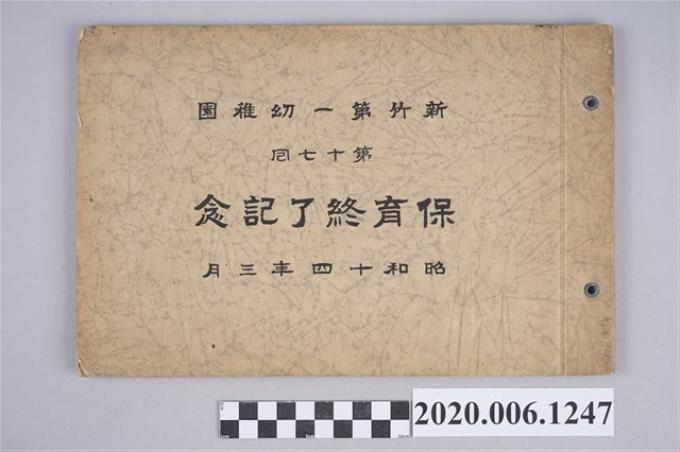 新竹第一幼稚園
第十七囘
保育終了記念
昭和十四年三月
2020.006.1247